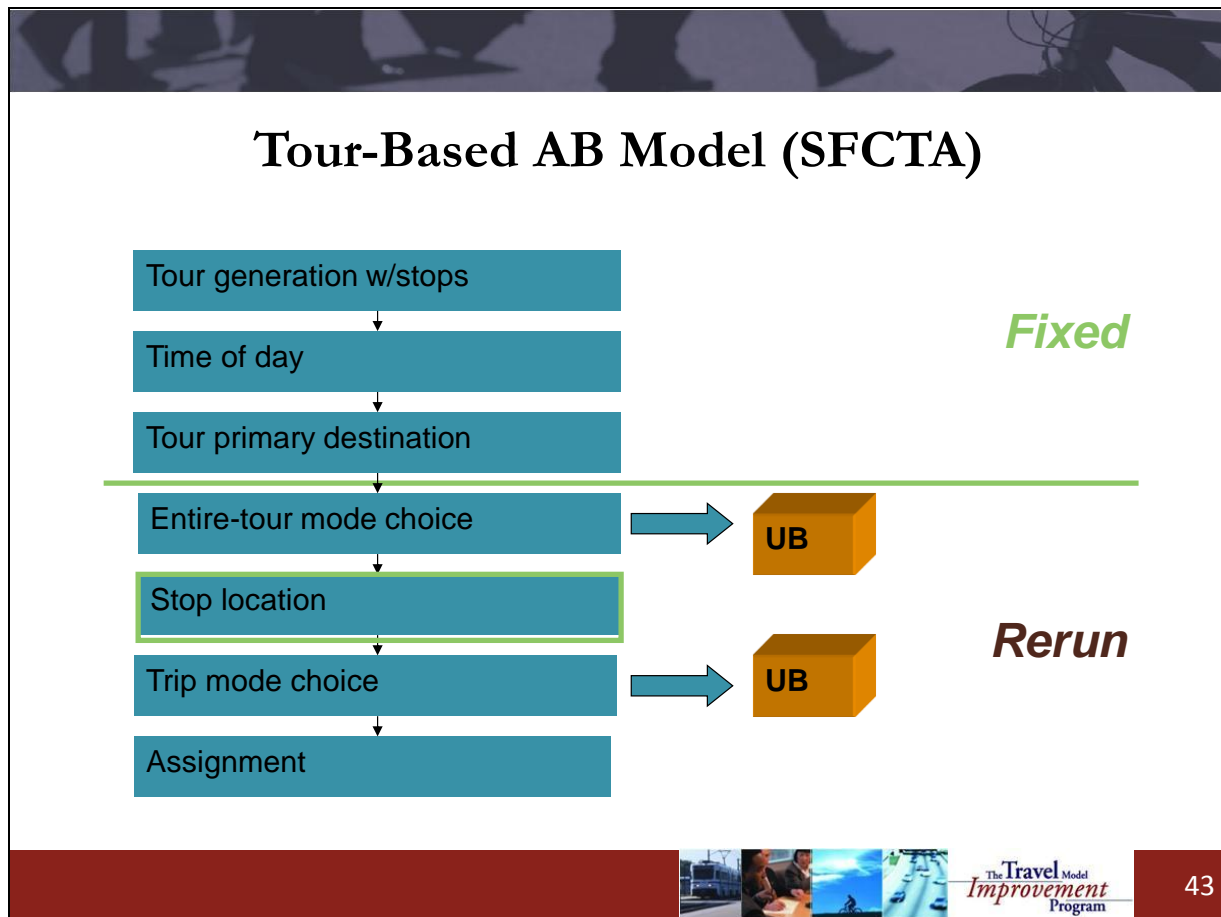 Tour-Based AB Model (SFCTA)
Tour generation w/stops
Fixed
Time of day
Tour primary destination
Entire-tour mode choice
UB
Stop location
Rerun
Trip mode choice
UB
Assignment
The Travel Model
Improvement
Program
43